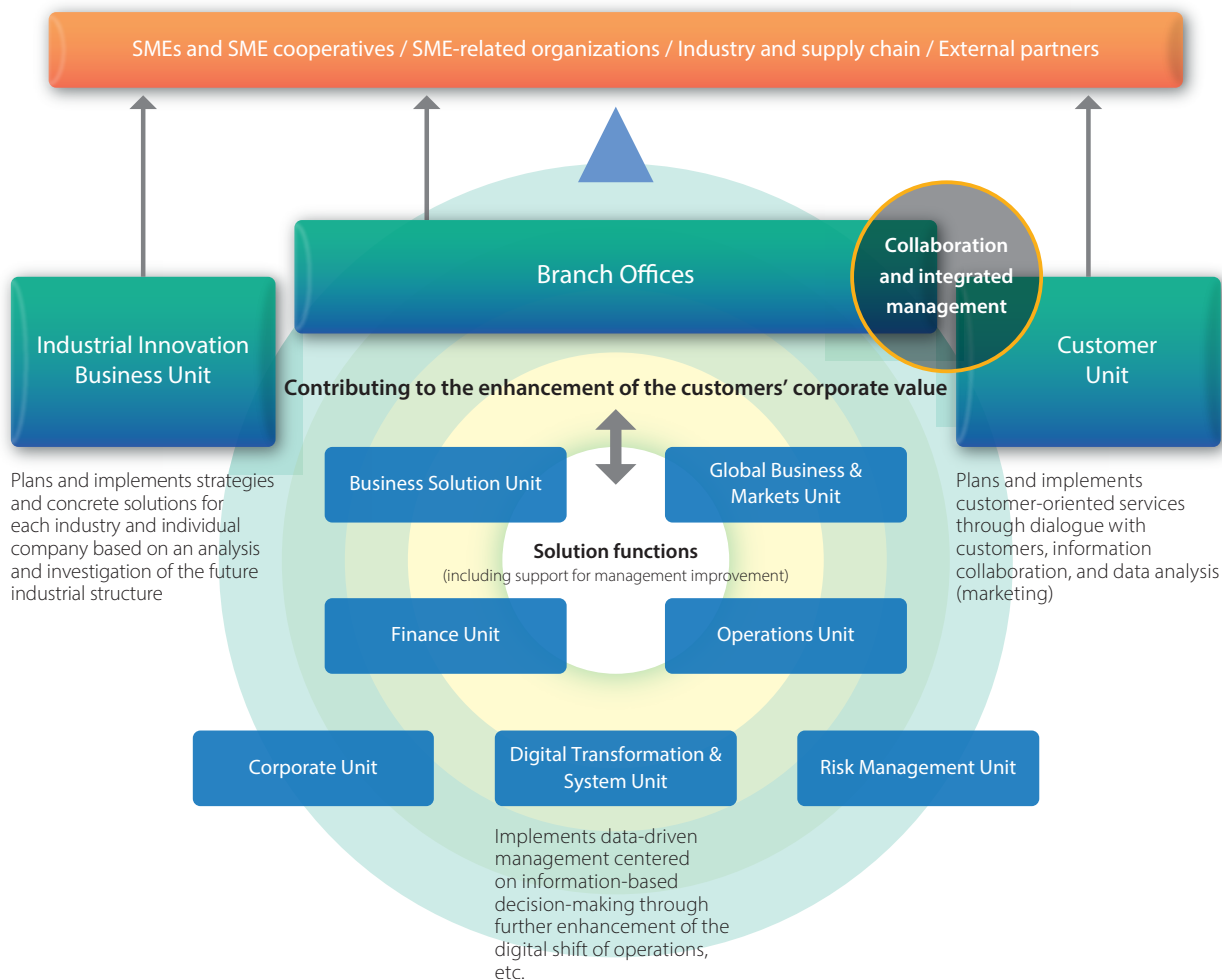 SMEs and SME cooperatives / SME-related organizations / Industry and supply chain / External partners
Branch Offices
Collaboration
and integrated
management
Industrial Innovation
Business Unit
Customer
Unit
Contributing to the enhancement of the customers’ corporate value
Plans and implements strategies
and concrete solutions for
each industry and individual
company based on an analysis
and investigation of the future
industrial structure
Business Solution Unit
Global Business &
Markets Unit
Plans and implements
customer-oriented services
through dialogue with
customers, information
collaboration, and data analysis
(marketing)
Solution functions
(including support for management improvement)
Finance Unit
Operations Unit
Corporate Unit
Digital Transformation &
System Unit
Risk Management Unit
Implements data-driven
management centered
on information-based
decision-making through
further enhancement of the
digital shift of operations,
etc.